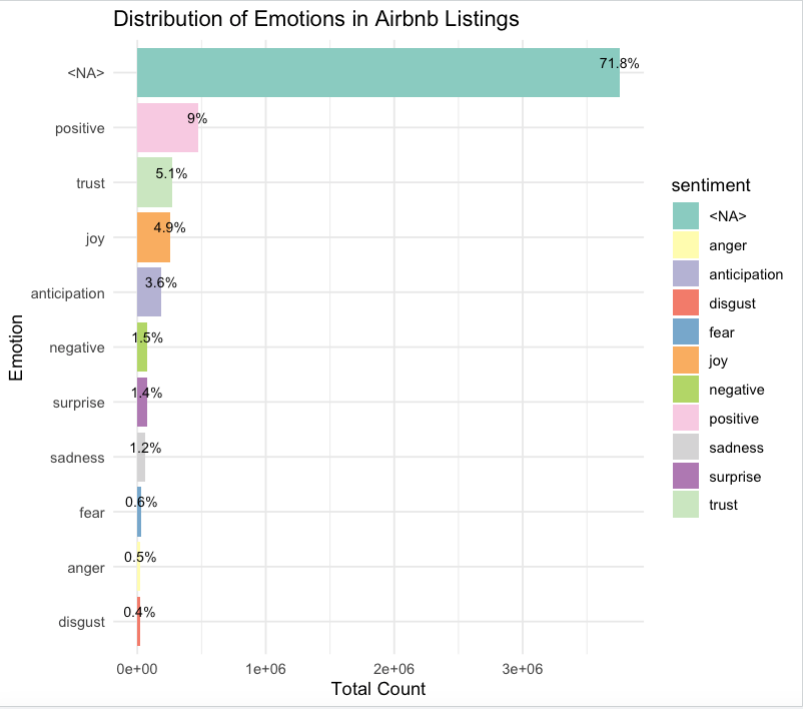 Distribution of Emotions in Airbnb Listings
<NA>
71.8%
positive
9%
trust
5.1%
joy
4.9%
anticipation
3.6%
negative
1.5%
surprise
1.4%
sadness
1.2%
fear
0.6%
anger
0.5%
disgust
0.4%
Emotion
0e+00 1e+06 2e+06 3e+06
Total Count
sentiment
<NA>
anger
anticipation
disgust
fear
joy
negative
positive
sadness
surprise
trust